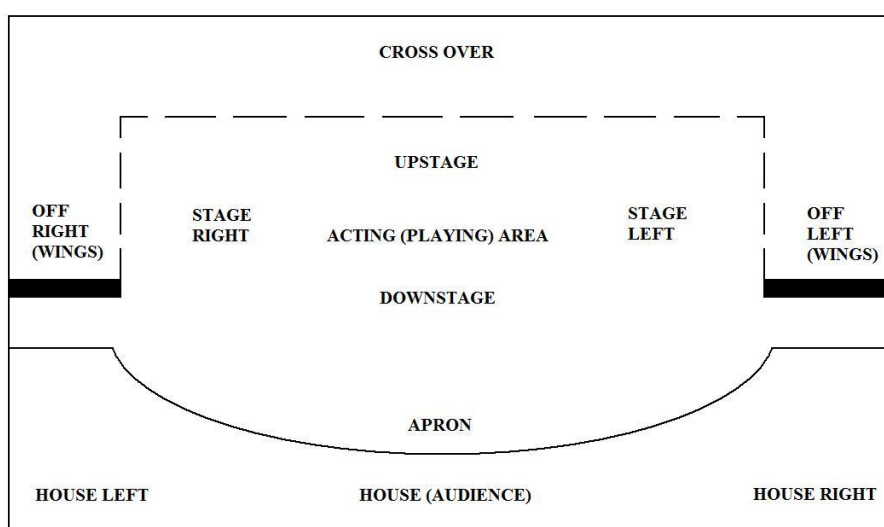 CROSS OVER
UPSTAGE
OFF
RIGHT
(WINGS)
STAGE
RIGHT
ACTING (PLAYING) AREA
STAGE
LEFT
OFF
LEFT
(WINGS)
DOWNSTAGE
APRON
HOUSE LEFT
HOUSE (AUDIENCE)
HOUSE RIGHT